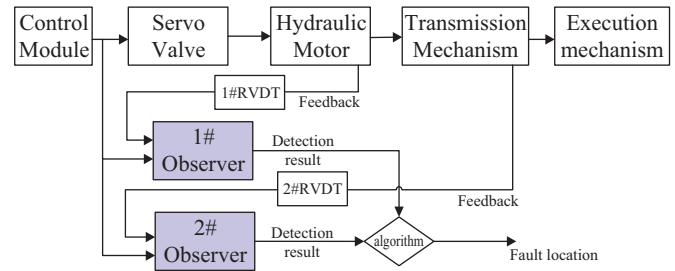 Control
Module
Servo
Valve
Hydraulic
Motor
Transmission
Mechanism
Execution
mechanism
1#RVDT
Feedback
1#
Observer
Detection
result
2#RVDT
Feedback
2#
Observer
Detection
result
algorithm
Fault location